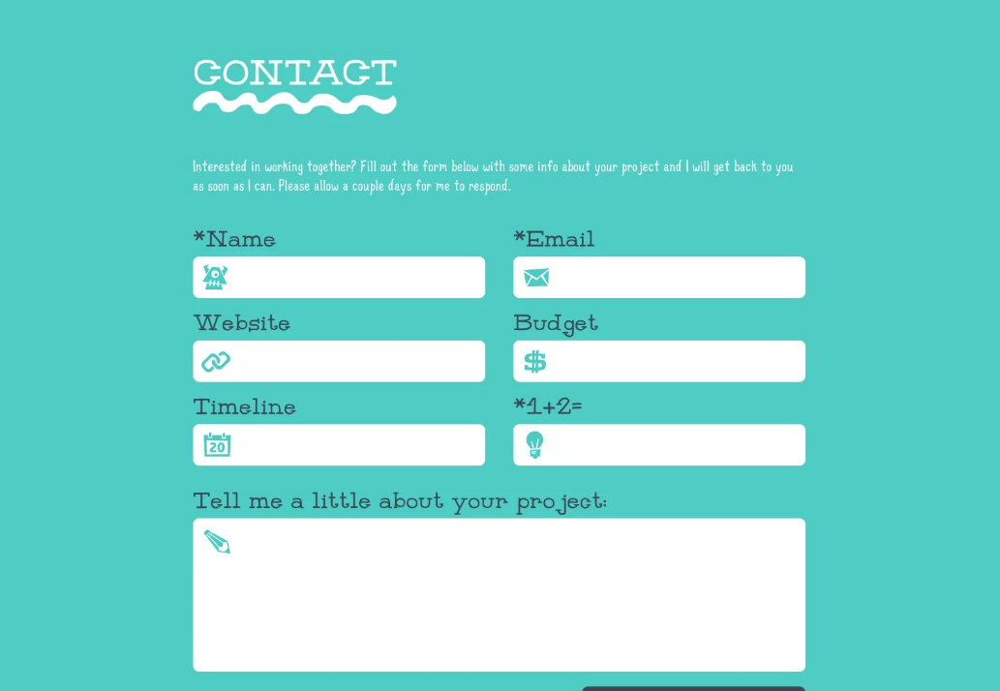 CONTACT
Interested in working together? Fill out the form below with some info about your project and I will get back to you
as soon as I can. Please allow a couple days for me to respond.
*Name
*Email
Website
Budget
$
Timeline
*1+2=
20
Tell me a little about your project: